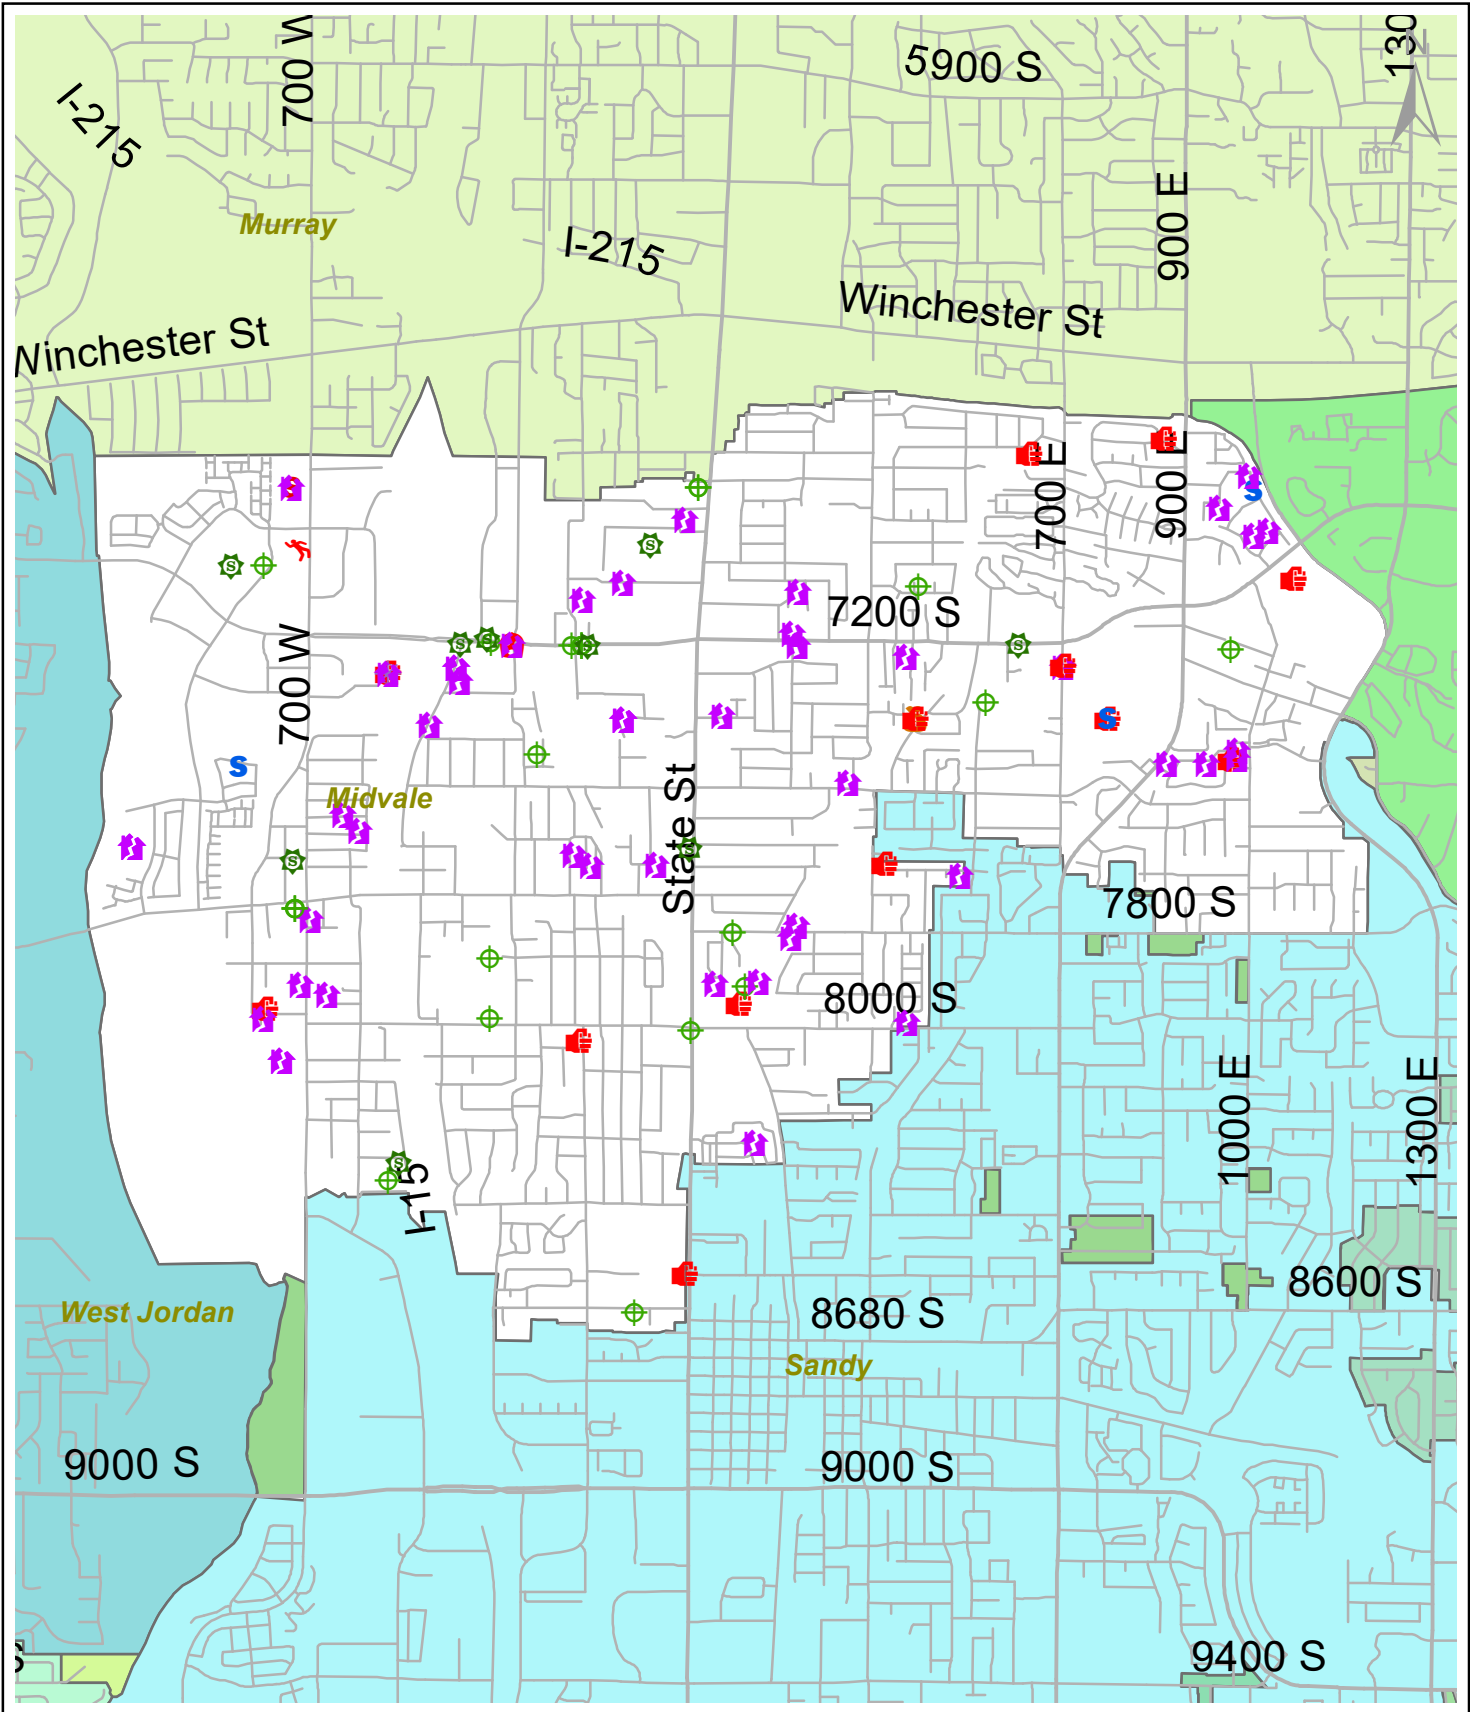 700 W
5900 S
130
I-215
900 E
Murray
I-215
Winchester St
Winchester St
700 E
900 E
7200 S
700 W
State St
Midvale
7800 S
8000 S
1000 E
1300 E
I-15
8600 S
West Jordan
8680 S
Sandy
9000 S
9000 S
9400 S
S